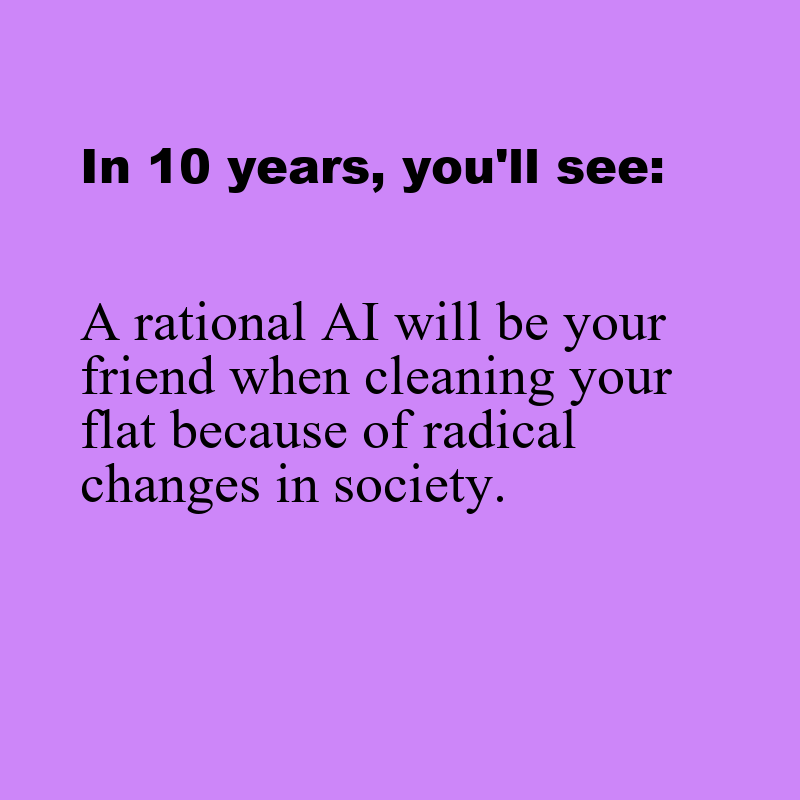 In 10 years, you'll see:
A rational AI will be your
friend when cleaning your
flat because of radical
changes in society.